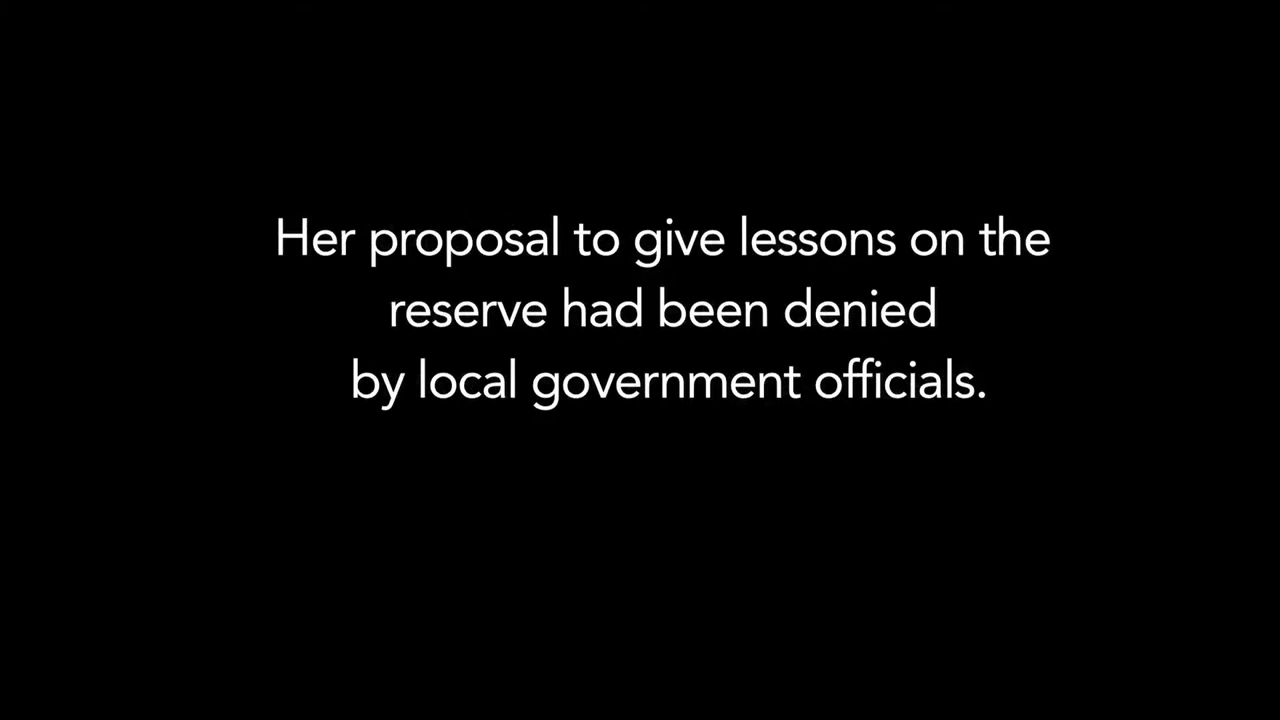 Her proposal to give lessons on the
reserve had been denied
by local government officials.